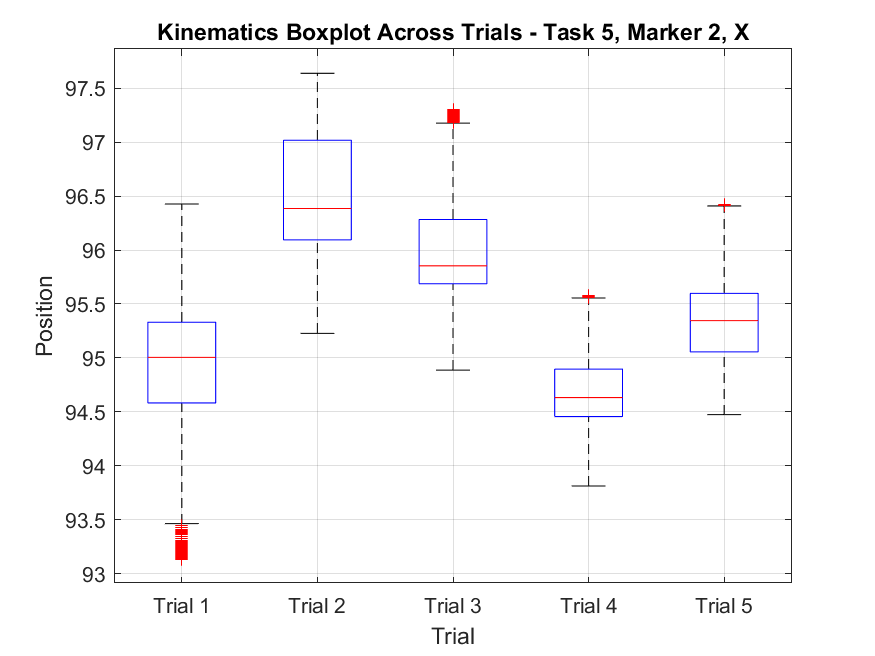 Kinematics Boxplot Across Trials - Task 5, Marker 2, X
97.5
97
96.5
96
95.5
95
94.5
94
93.5
93
Position
Trial 1 Trial 2 Trial 3 Trial 4 Trial 5
Trial